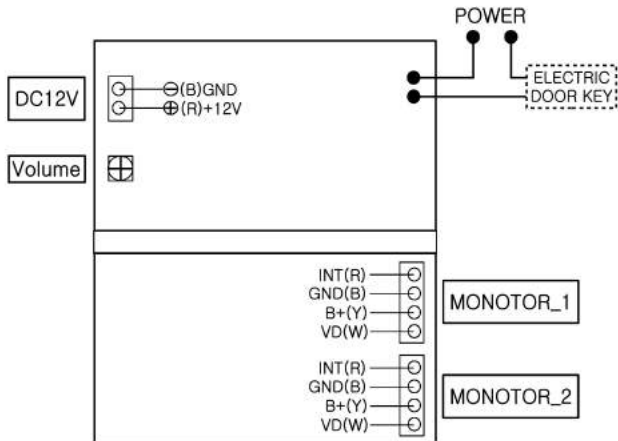 POWER
ELECTRIC
DOOR KEY
DC12V
⊖(B)GND
⊕(R)+12V
Volume
INT(R)
GND(B)
B+(Y)
VD(W)
MONOTOR_1
INT(R)
GND(B)
B+(Y)
VD(W)
MONOTOR_2